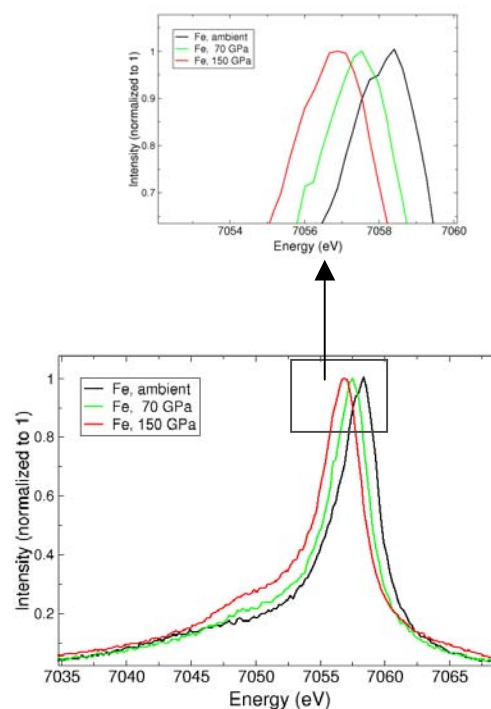 Fe, ambient
Fe, 70 GPa
Fe, 150 GPa
1
0.9
0.8
0.7
Intensity (normalized to 1)
7054 7056 7058 7060
Energy (eV)
Fe, ambient
Fe, 70 GPa
Fe, 150 GPa
1
0.8
0.6
0.4
0.2
Intensity (normalized to 1)
7035 7040 7045 7050 7055 7060 7065
Energy (eV)